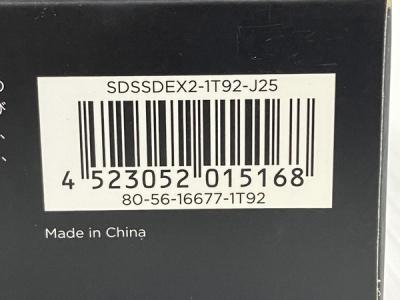 SDSSDEX2-1T92-J25
4 523052 015168
80-56-16677-1T92
Made in China